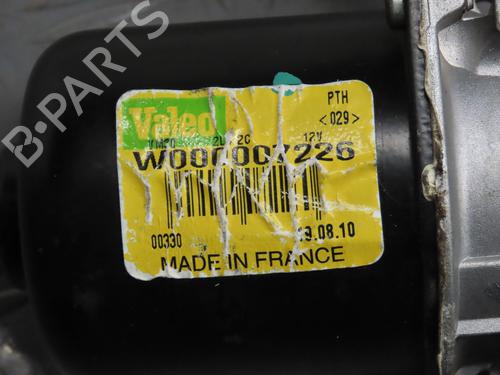 B-PARTS
Valeo
PTH
<029>
12V
W000007226
00330
.08.10
MADE IN FRANCE